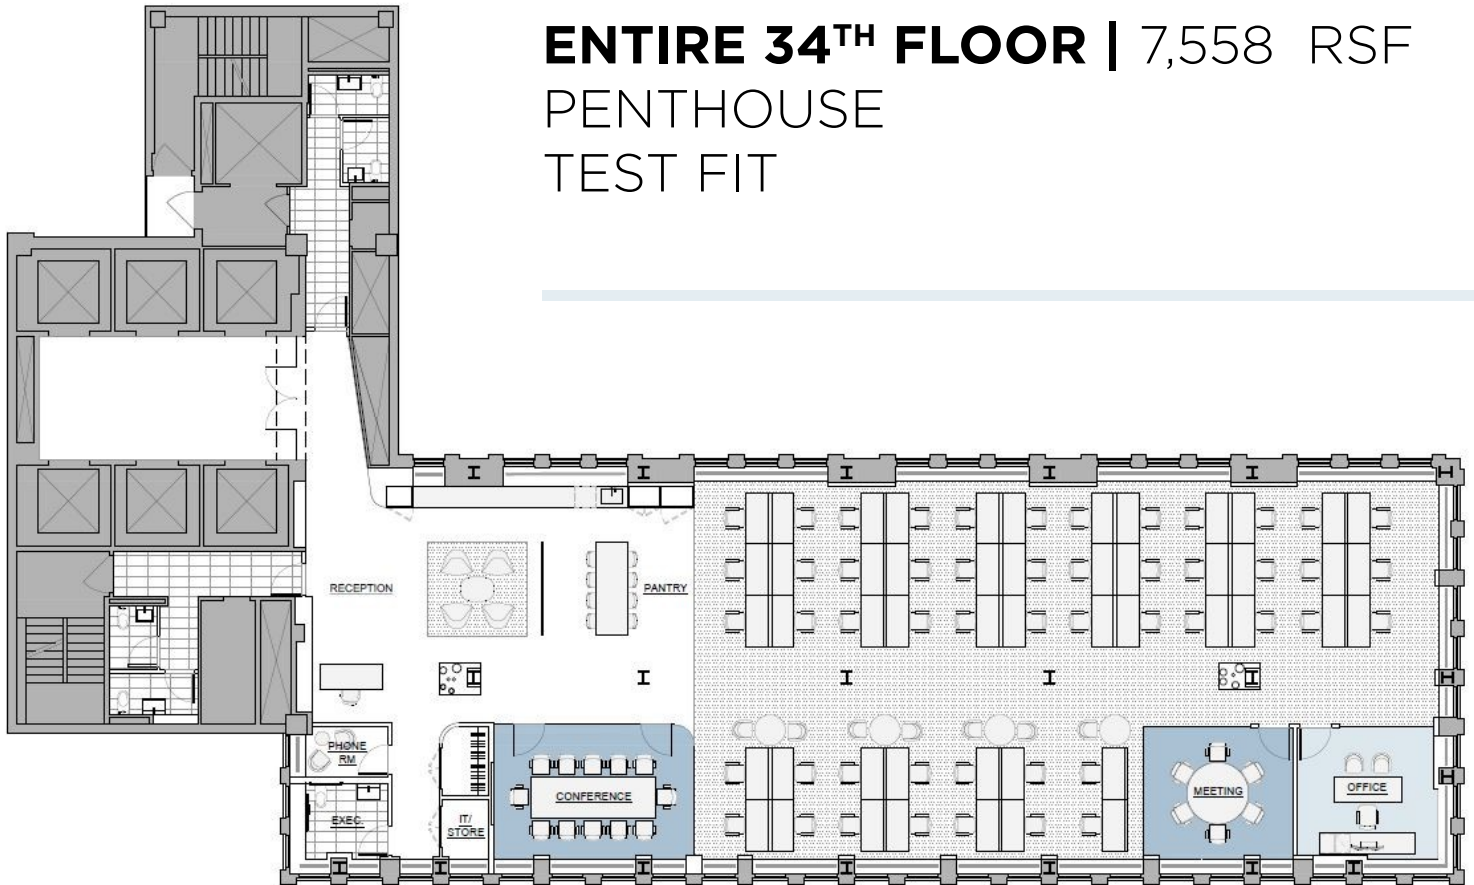 ENTIRE 34TH FLOOR | 7,558 RSF
PENTHOUSE
TEST FIT
RECEPTION
PANTRY
PHONE
RM
EXEC.
IT/
STORE
CONFERENCE
MEETING
OFFICE